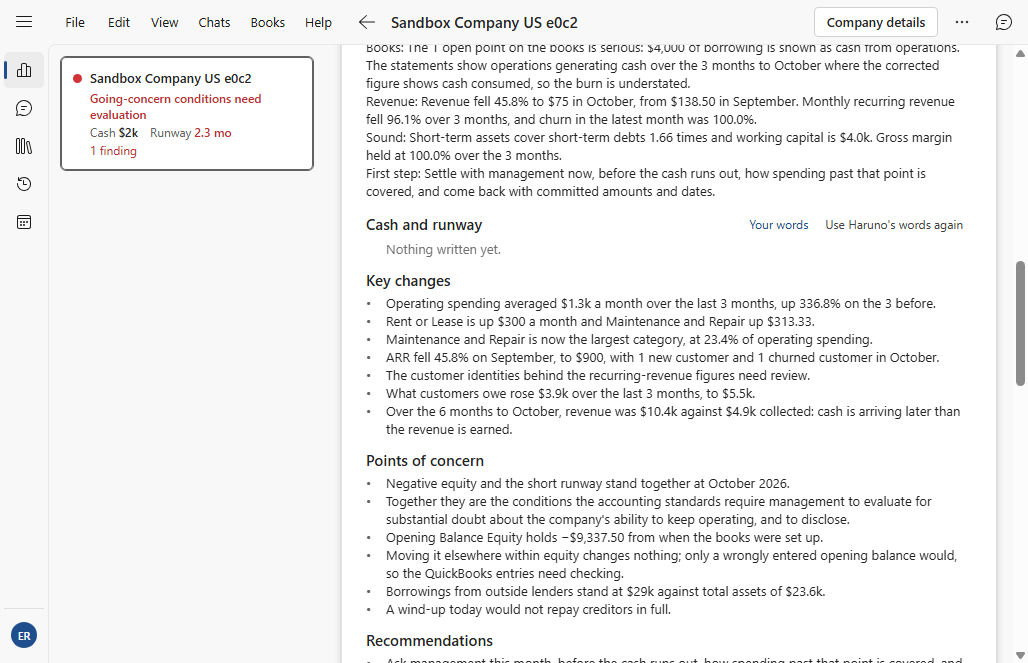 File Edit View Chats Books Help Sandbox Company US e0c2 Company details
Sandbox Company US e0c2
Going-concern conditions need
evaluation
Cash $2k Runway 2.3 mo
1 finding
ER
Books: The 1 open point on the books is serious: $4,000 of borrowing is shown as cash from operations.
The statements show operations generating cash over the 3 months to October where the corrected
figure shows cash consumed, so the burn is understated.
Revenue: Revenue fell 45.8% to $75 in October, from $138.50 in September. Monthly recurring revenue
fell 96.1% over 3 months, and churn in the latest month was 100.0%.
Sound: Short-term assets cover short-term debts 1.66 times and working capital is $4.0k. Gross margin
held at 100.0% over the 3 months.
First step: Settle with management now, before the cash runs out, how spending past that point is
covered, and come back with committed amounts and dates.
Cash and runway Your words Use Haruno's words again
Nothing written yet.
Key changes
• Operating spending averaged $1.3k a month over the last 3 months, up 336.8% on the 3 before.
• Rent or Lease is up $300 a month and Maintenance and Repair up $313.33.
• Maintenance and Repair is now the largest category, at 23.4% of operating spending.
• ARR fell 45.8% on September, to $900, with 1 new customer and 1 churned customer in October.
• The customer identities behind the recurring-revenue figures need review.
• What customers owe rose $3.9k over the last 3 months, to $5.5k.
• Over the 6 months to October, revenue was $10.4k against $4.9k collected: cash is arriving later than
the revenue is earned.
Points of concern
• Negative equity and the short runway stand together at October 2026.
• Together they are the conditions the accounting standards require management to evaluate for
substantial doubt about the company's ability to keep operating, and to disclose.
• Opening Balance Equity holds −$9,337.50 from when the books were set up.
• Moving it elsewhere within equity changes nothing; only a wrongly entered opening balance would,
so the QuickBooks entries need checking.
• Borrowings from outside lenders stand at $29k against total assets of $23.6k.
• A wind-up today would not repay creditors in full.
Recommendations
• Ask management this month, before the cash runs out, how spending past that point is covered, and